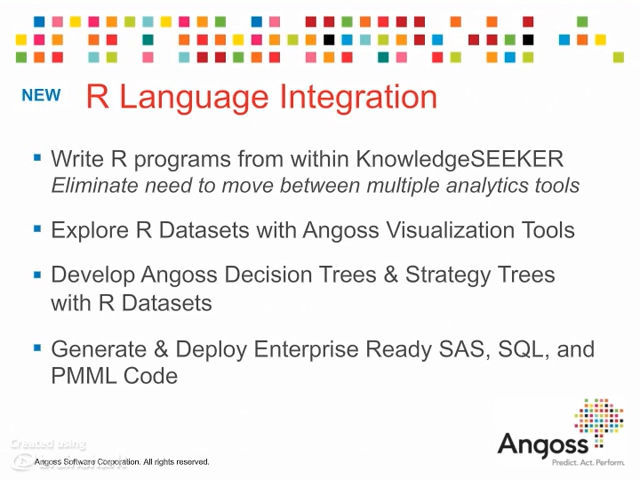 NEW R Language Integration
Write R programs from within KnowledgeSEEKER
Eliminate need to move between multiple analytics tools
Explore R Datasets with Angoss Visualization Tools
Develop Angoss Decision Trees & Strategy Trees
with R Datasets
Generate & Deploy Enterprise Ready SAS, SQL, and
PMML Code
Created using
Angoss Software Corporation. All rights reserved.
Angoss
Predict. Act. Perform.